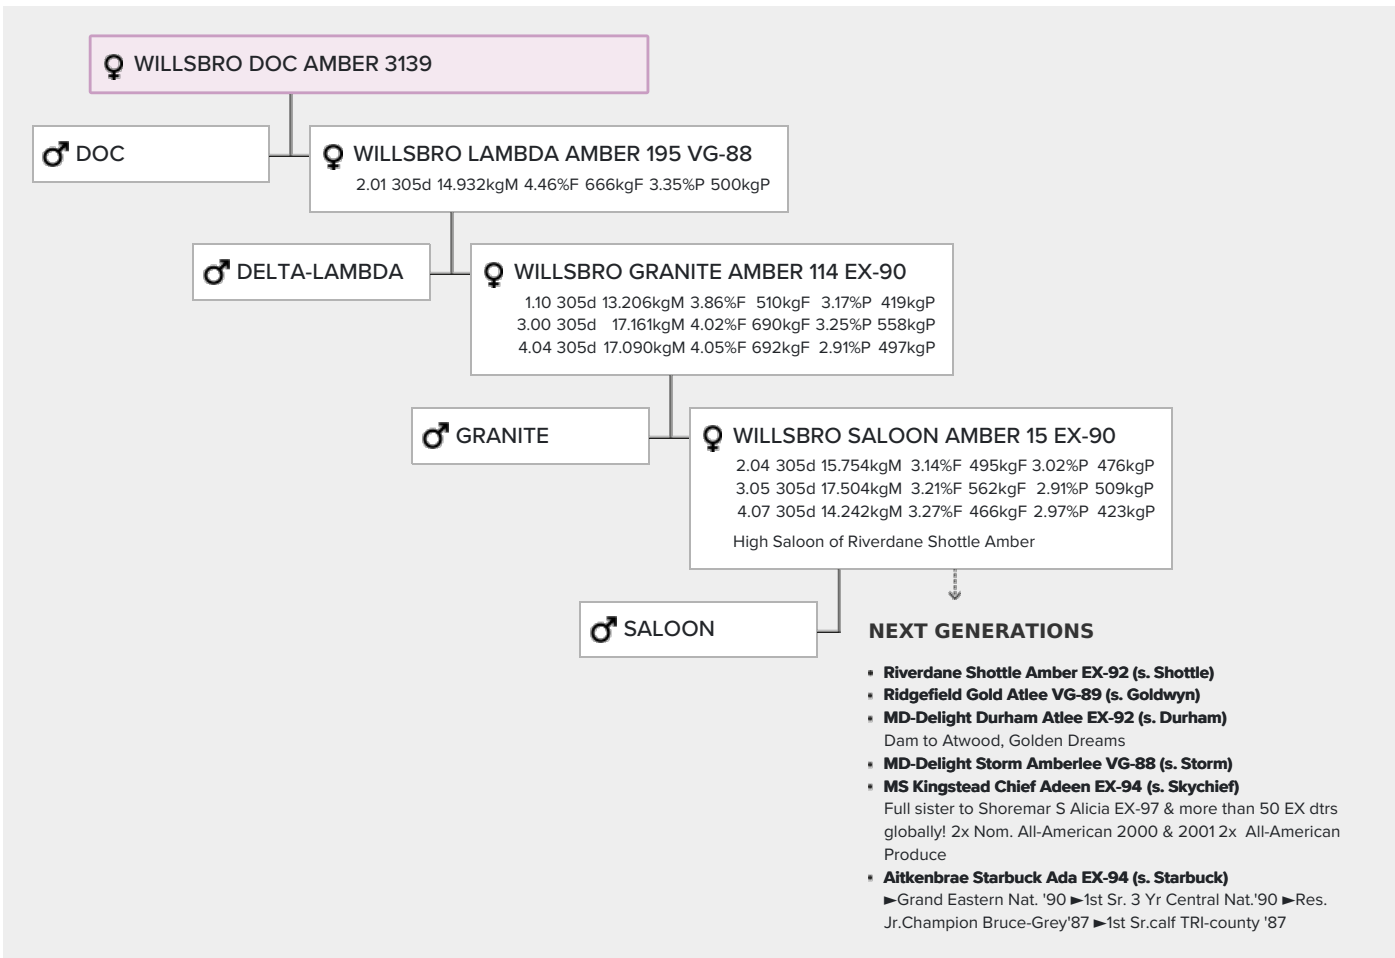 WILLSBRO DOC AMBER 3139
DOC
WILLSBRO LAMBDA AMBER 195 VG-88
2.01 305d 14.932kgM 4.46%F 666kgF 3.35%P 500kgP
DELTA-LAMBDA
WILLSBRO GRANITE AMBER 114 EX-90
1.10 305d 13.206kgM 3.86%F 510kgF 3.17%P 419kgP
3.00 305d 17.161kgM 4.02%F 690kgF 3.25%P 558kgP
4.04 305d 17.090kgM 4.05%F 692kgF 2.91%P 497kgP
GRANITE
WILLSBRO SALOON AMBER 15 EX-90
2.04 305d 15.754kgM 3.14%F 495kgF 3.02%P 476kgP
3.05 305d 17.504kgM 3.21%F 562kgF 2.91%P 509kgP
4.07 305d 14.242kgM 3.27%F 466kgF 2.97%P 423kgP
High Saloon of Riverdane Shottle Amber
SALOON
NEXT GENERATIONS
▪ Riverdane Shottle Amber EX-92 (s. Shottle)
▪ Ridgefield Gold Atlee VG-89 (s. Goldwyn)
▪ MD-Delight Durham Atlee EX-92 (s. Durham)
Dam to Atwood, Golden Dreams
▪ MD-Delight Storm Amberlee VG-88 (s. Storm)
▪ MS Kingstead Chief Adeen EX-94 (s. Skychief)
Full sister to Shoremar S Alicia EX-97 & more than 50 EX dtrs
globally! 2x Nom. All-American 2000 & 2001 2x All-American
Produce
▪ Aitkenbrae Starbuck Ada EX-94 (s. Starbuck)
►Grand Eastern Nat. '90 ►1st Sr. 3 Yr Central Nat.'90 ►Res.
Jr.Champion Bruce-Grey'87 ►1st Sr.calf TRI-county '87